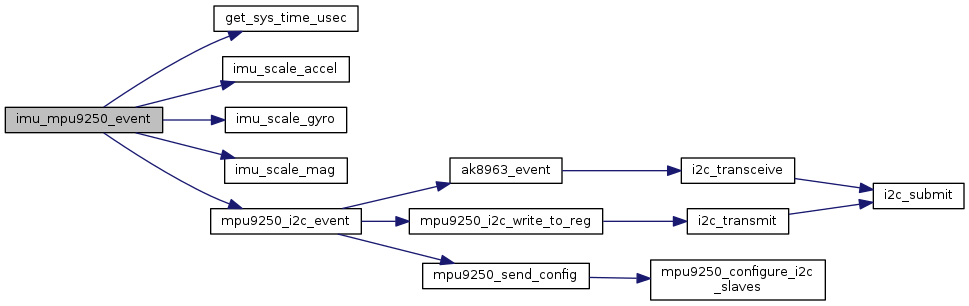 get_sys_time_usec
imu_scale_accel
imu_mpu9250_event
imu_scale_gyro
imu_scale_mag
ak8963_event
i2c_transceive
i2c_submit
mpu9250_i2c_event
mpu9250_i2c_write_to_reg
i2c_transmit
mpu9250_send_config
mpu9250_configure_i2c
_slaves